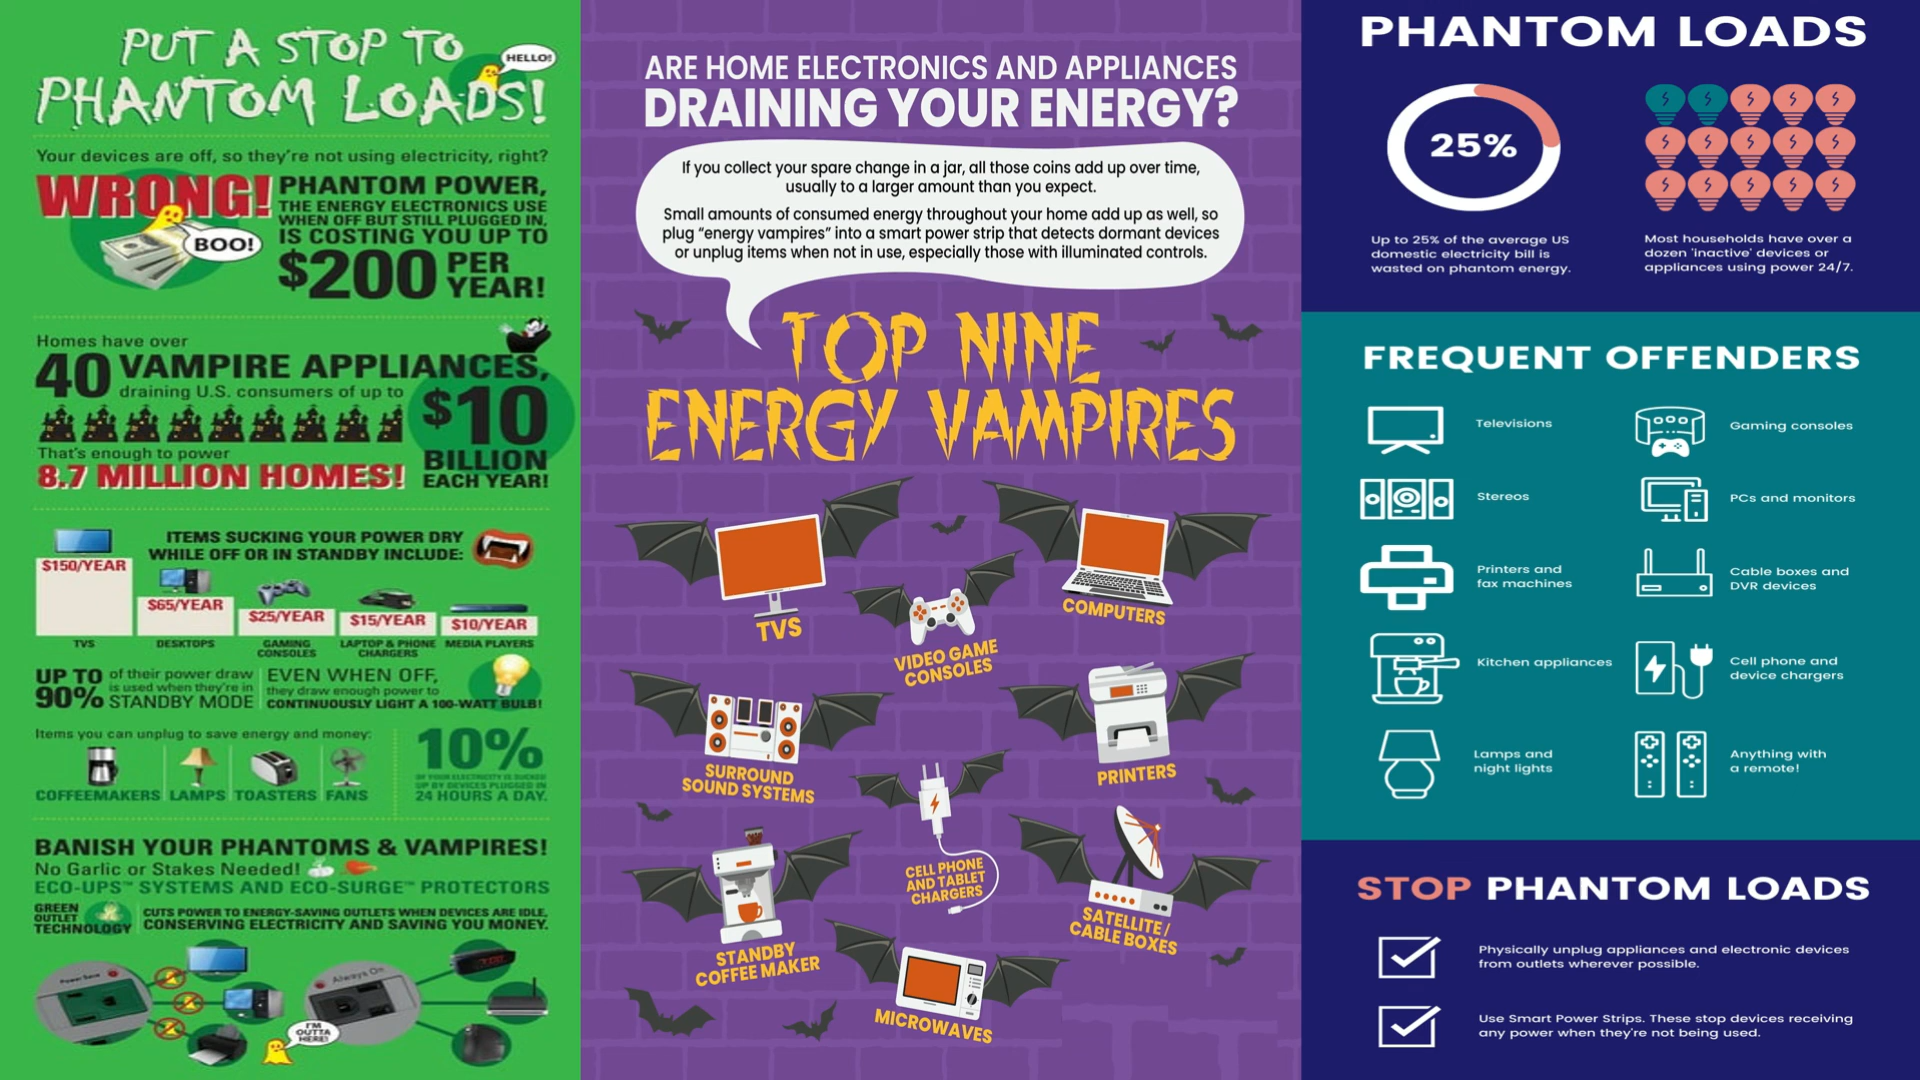 PUT A STOP TO
HELLO!
PHANTOM LOADS!
Your devices are off, so they're not using electricity, right?
WRONG!
PHANTOM POWER,
THE ENERGY ELECTRONICS USE
WHEN OFF BUT STILL PLUGGED IN,
IS COSTING YOU UP TO
BOO!
$200 PER YEAR!
Homes have over
40 VAMPIRE APPLIANCES,
draining U.S. consumers of up to
$10
BILLION
EACH YEAR!
That's enough to power
8.7 MILLION HOMES!
ITEMS SUCKING YOUR POWER DRY
WHILE OFF OR IN STANDBY INCLUDE:
$150/YEAR
$65/YEAR
$25/YEAR
$15/YEAR
$10/YEAR
TVS
DESKTOPS
GAMING
CONSOLES
LAPTOP & PHONE
CHARGERS
MEDIA PLAYERS
UP TO
90%
of their power draw
is used when they're in
STANDBY MODE
EVEN WHEN OFF,
they draw enough power to
CONTINUOUSLY LIGHT A 100-WATT BULB!
Items you can unplug to save energy and money:
COFFEEMAKERS
LAMPS
TOASTERS
FANS
10%
OF YOUR ELECTRICITY IS SUCKED
UP BY DEVICES PLUGGED IN
24 HOURS A DAY.
BANISH YOUR PHANTOMS & VAMPIRES!
No Garlic or Stakes Needed!
ECO-UPS™ SYSTEMS AND ECO-SURGE™ PROTECTORS
GREEN
OUTLET
TECHNOLOGY
CUTS POWER TO ENERGY-SAVING OUTLETS WHEN DEVICES ARE IDLE,
CONSERVING ELECTRICITY AND SAVING YOU MONEY.
Power Save
Always On
I'M
OUTTA
HERE!
ARE HOME ELECTRONICS AND APPLIANCES
DRAINING YOUR ENERGY?
If you collect your spare change in a jar, all those coins add up over time,
usually to a larger amount than you expect.
Small amounts of consumed energy throughout your home add up as well, so
plug “energy vampires” into a smart power strip that detects dormant devices
or unplug items when not in use, especially those with illuminated controls.
TOP NINE
ENERGY VAMPIRES
TVS
VIDEO GAME
CONSOLES
COMPUTERS
SURROUND
SOUND SYSTEMS
PRINTERS
CELL PHONE
AND TABLET
CHARGERS
STANDBY
COFFEE MAKER
SATELLITE /
CABLE BOXES
MICROWAVES
PHANTOM LOADS
25%
Up to 25% of the average US
domestic electricity bill is
wasted on phantom energy.
Most households have over a
dozen 'inactive' devices or
appliances using power 24/7.
FREQUENT OFFENDERS
Televisions
Gaming consoles
Stereos
PCs and monitors
Printers and
fax machines
Cable boxes and
DVR devices
Kitchen appliances
Cell phone and
device chargers
Lamps and
night lights
Anything with
a remote!
STOP PHANTOM LOADS
Physically unplug appliances and electronic devices
from outlets wherever possible.
Use Smart Power Strips. These stop devices receiving
any power when they're not being used.